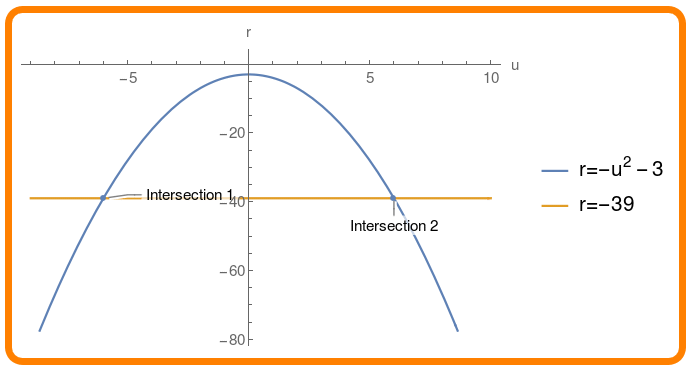 r
u
−5
5
10
−20
−40
−60
−80
Intersection 1
Intersection 2
r=−u² − 3
r=−39